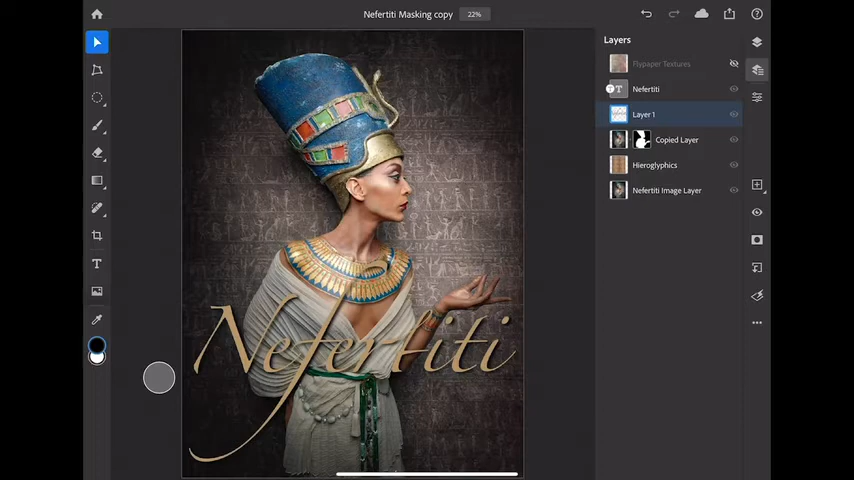 Nefertiti Masking copy 22%
Layers
Flypaper Textures
T Nefertiti
Layer 1
Copied Layer
Hieroglyphics
Nefertiti Image Layer
Nefertiti